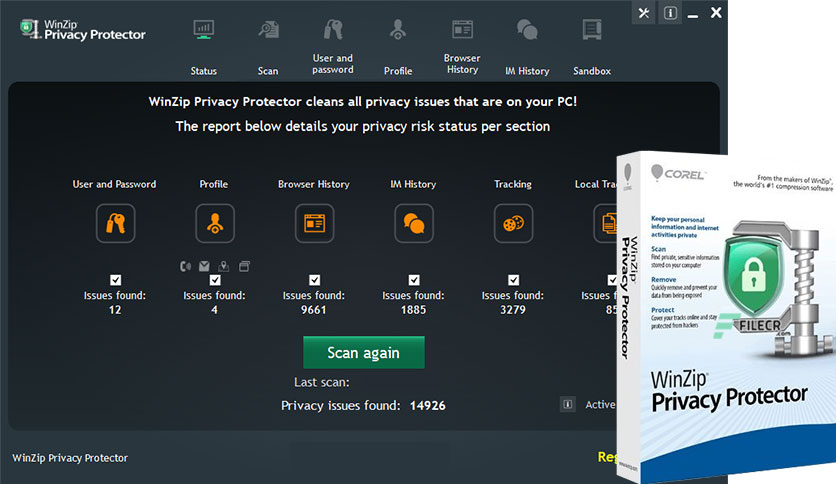 WinZip®
Privacy Protector
Status
Scan
User and
password
Profile
Browser
History
IM History
Sandbox
WinZip Privacy Protector cleans all privacy issues that are on your PC!
The report below details your privacy risk status per section
User and Password
Profile
Browser History
IM History
Tracking
Local Tra
Issues found:
12
Issues found:
4
Issues found:
9661
Issues found:
1885
Issues found:
3279
Issues fou
85
Scan again
Last scan:
Privacy issues found: 14926
Active
WinZip Privacy Protector
Reg
COREL™
From the makers of WinZip®,
the world's #1 compression software
Keep your personal
information and internet
activities private
Scan
Find private, sensitive information
stored on your computer
Remove
Quickly remove and prevent your
data from being exposed
Protect
Cover your tracks online and stay
protected from hackers
FILECR
.COM
WinZip®
Privacy Protector
WinZip®
Privacy Protector